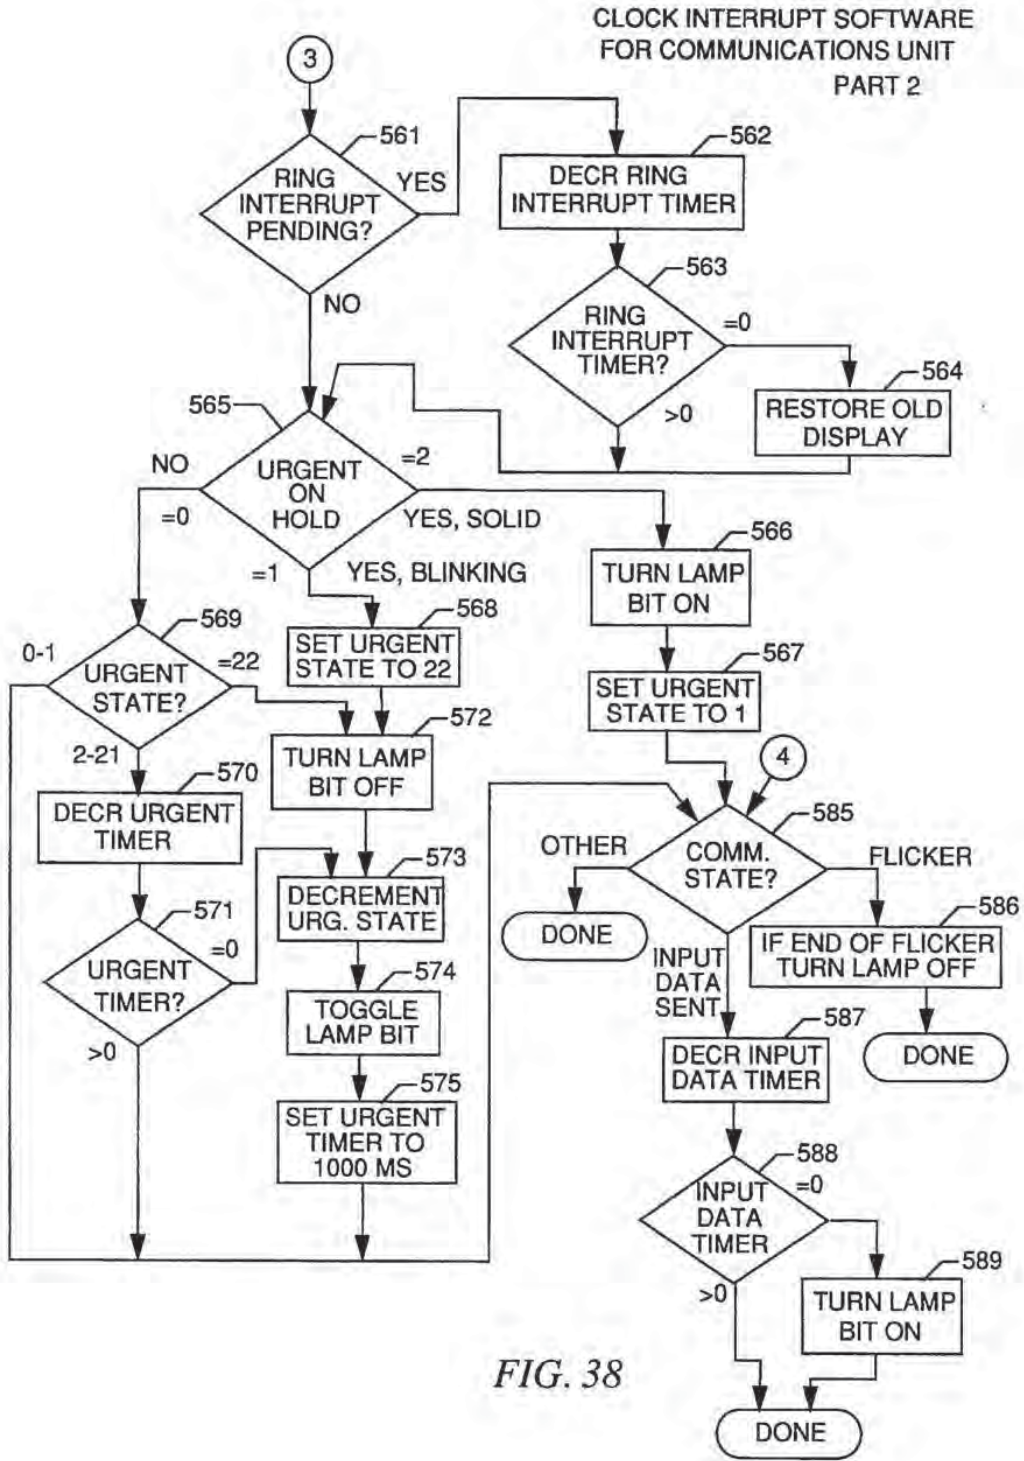 CLOCK INTERRUPT SOFTWARE
FOR COMMUNICATIONS UNIT
PART 2
3
561
RING
INTERRUPT
PENDING?
YES
NO
562
DECR RING
INTERRUPT TIMER
563
RING
INTERRUPT
TIMER?
=0
>0
564
RESTORE OLD
DISPLAY
565
URGENT
ON
HOLD
NO
=0
=2
YES, SOLID
=1
YES, BLINKING
566
TURN LAMP
BIT ON
567
SET URGENT
STATE TO 1
568
SET URGENT
STATE TO 22
569
URGENT
STATE?
0-1
=22
2-21
570
DECR URGENT
TIMER
571
URGENT
TIMER?
=0
>0
572
TURN LAMP
BIT OFF
573
DECREMENT
URG. STATE
574
TOGGLE
LAMP BIT
575
SET URGENT
TIMER TO
1000 MS
4
585
COMM.
STATE?
OTHER
DONE
FLICKER
586
IF END OF FLICKER
TURN LAMP OFF
DONE
INPUT
DATA
SENT
587
DECR INPUT
DATA TIMER
588
INPUT
DATA
TIMER
=0
>0
589
TURN LAMP
BIT ON
DONE
FIG. 38